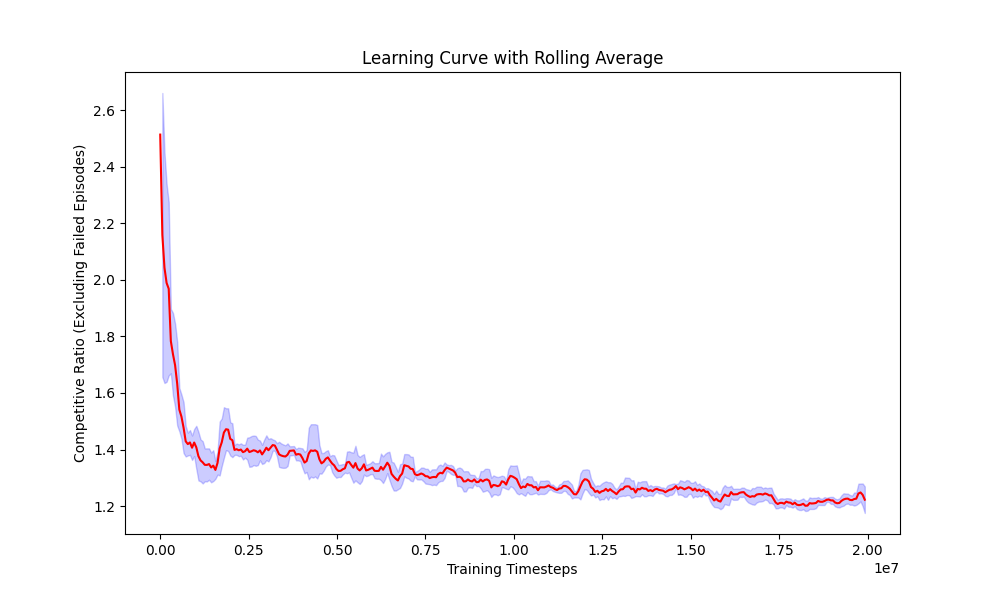 Learning Curve with Rolling Average
Competitive Ratio (Excluding Failed Episodes)
2.6
2.4
2.2
2.0
1.8
1.6
1.4
1.2
0.00 0.25 0.50 0.75 1.00 1.25 1.50 1.75 2.00
1e7
Training Timesteps